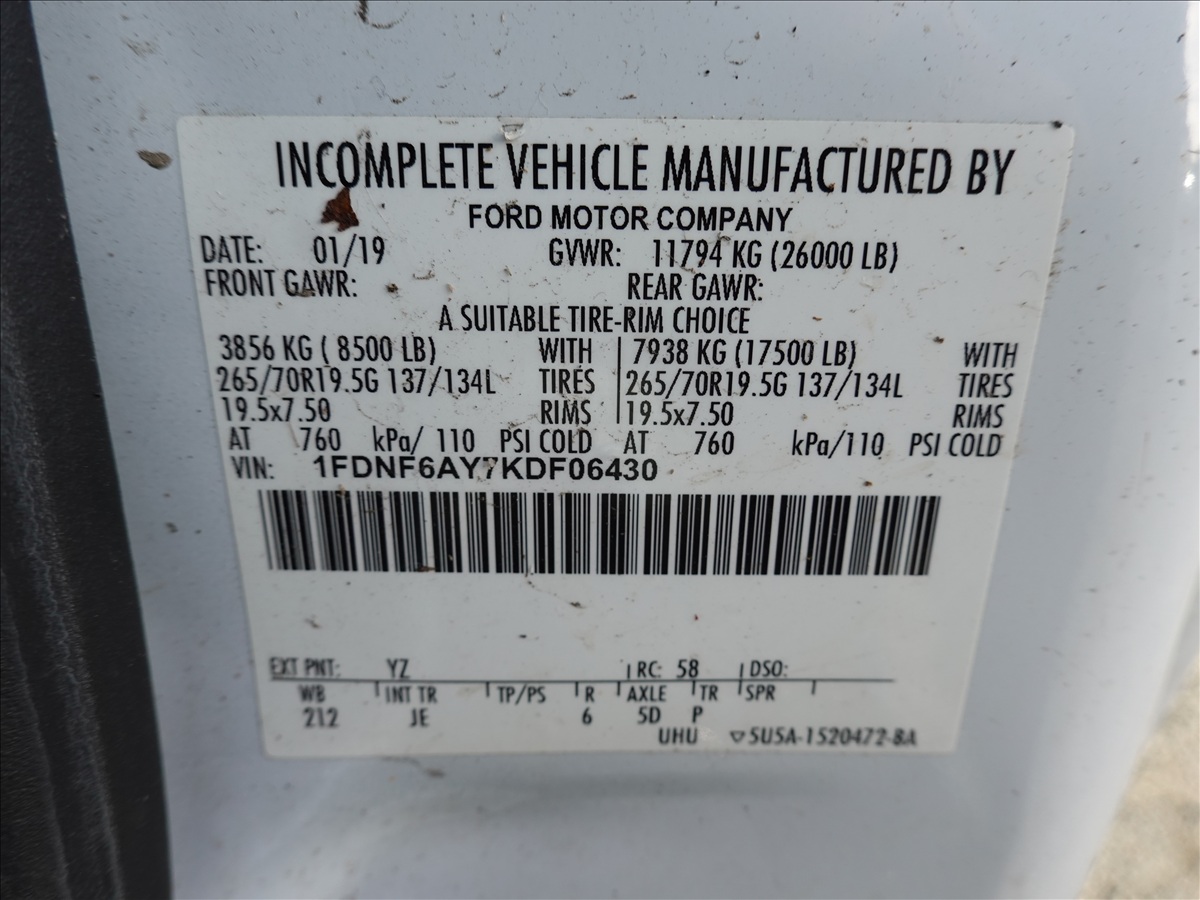 INCOMPLETE VEHICLE MANUFACTURED BY
FORD MOTOR COMPANY
DATE: 01/19 GVWR: 11794 KG (26000 LB)
FRONT GAWR: REAR GAWR:
A SUITABLE TIRE-RIM CHOICE
3856 KG ( 8500 LB) WITH 7938 KG (17500 LB) WITH
265/70R19.5G 137/134L TIRES 265/70R19.5G 137/134L TIRES
19.5x7.50 RIMS 19.5x7.50 RIMS
AT 760 kPa/ 110 PSI COLD AT 760 kPa/110 PSI COLD
VIN: 1FDNF6AY7KDF06430
EXT PNT: YZ RC: 58 DSO:
WB INT TR TP/PS R AXLE TR SPR
212 JE 6 5D P
UHU ▽5U5A-1520472-BA